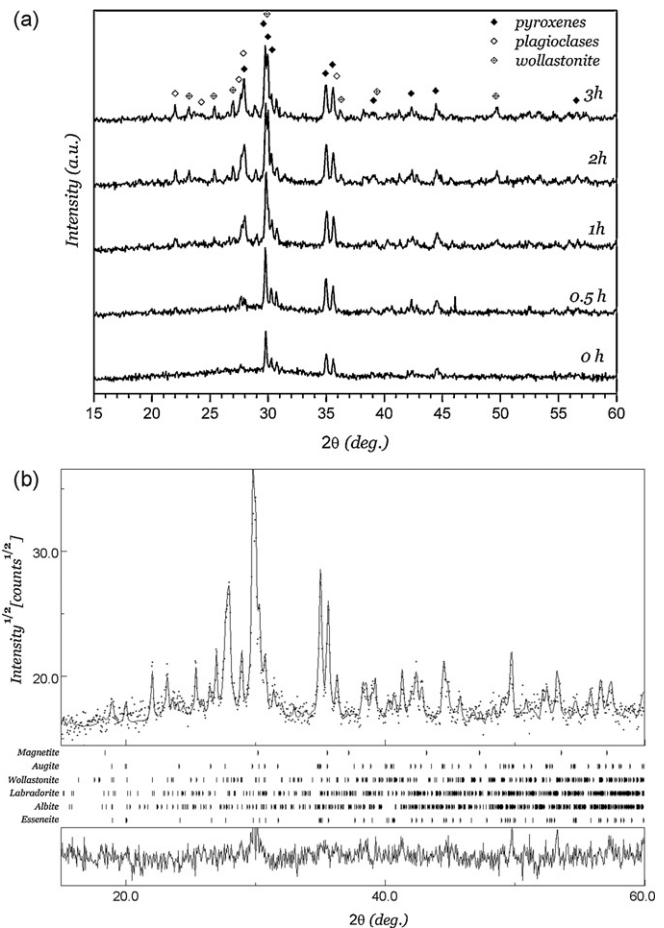 (a)
pyroxenes
plagioclases
wollastonite
3h
2h
1h
0.5 h
0 h
Intensity (a.u.)
15 20 25 30 35 40 45 50 55 60
2θ (deg.)
(b)
Intensity^1/2 [counts^1/2]
30.0
20.0
Magnetite
Augite
Wollastonite
Labradorite
Albite
Esseneite
20.0 30.0 40.0 50.0 60.0
2θ (deg.)